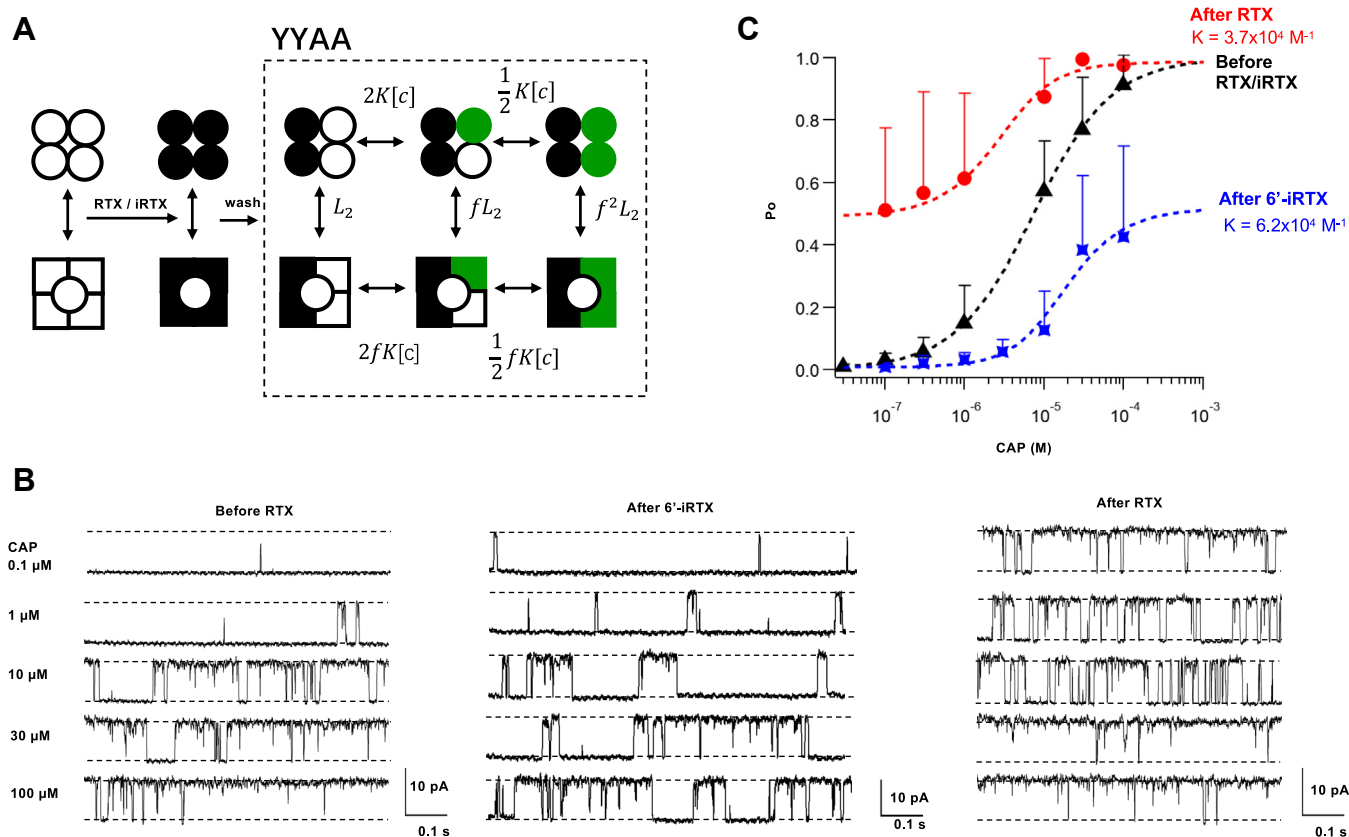 A
YYAA
RTX / iRTX
wash
2K[c]
1/2 K[c]
L₂
fL₂
f²L₂
2fK[c]
1/2 fK[c]
C
After RTX
K = 3.7x10⁴ M⁻¹
Before
RTX/iRTX
After 6'-iRTX
K = 6.2x10⁴ M⁻¹
Po
1.0
0.8
0.6
0.4
0.2
0.0
10⁻⁷
10⁻⁶
10⁻⁵
10⁻⁴
10⁻³
CAP (M)
B
Before RTX
After 6'-iRTX
After RTX
CAP
0.1 µM
1 µM
10 µM
30 µM
100 µM
10 pA
0.1 s
10 pA
0.1 s
10 pA
0.1 s